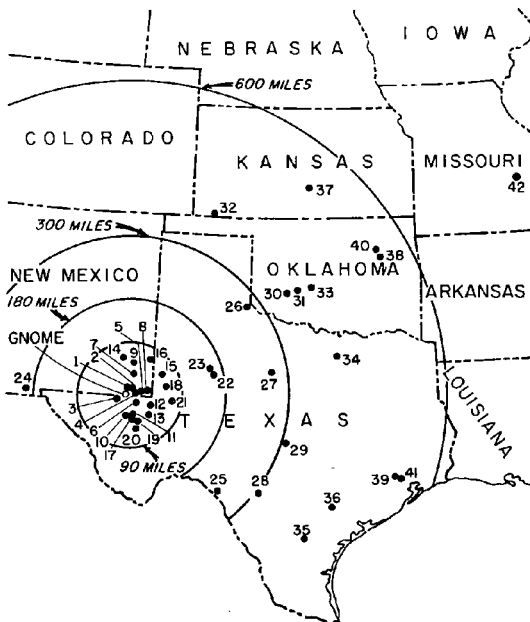 NEBRASKA
IOWA
600 MILES
COLORADO
KANSAS
MISSOURI
42
37
32
300 MILES
40
38
NEW MEXICO
OKLAHOMA
ARKANSAS
180 MILES
30
31
33
26
5
8
GNOME
14
16
7
9
1
2
15
23
34
24
18
22
27
3
21
12
4
6
13
TEXAS
LOUISIANA
10
11
20
19
17
29
90 MILES
25
28
39
41
36
35